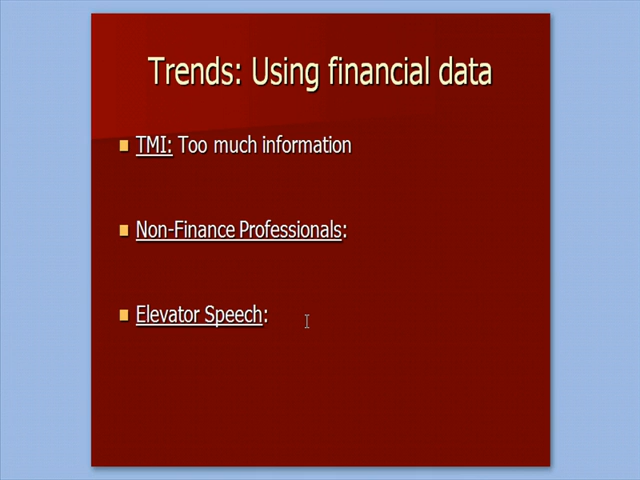 Trends: Using financial data
TMI: Too much information
Non-Finance Professionals:
Elevator Speech: